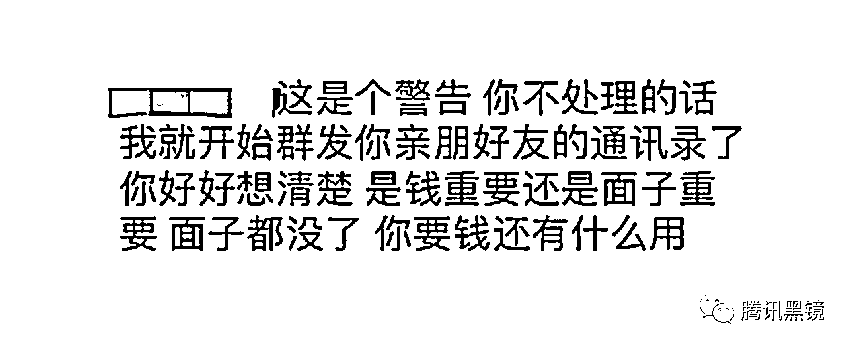 这是个警告 你不处理的话
我就开始群发你亲朋好友的通讯录了
你好好想清楚 是钱重要还是面子重
要 面子都没了 你要钱还有什么用
腾讯黑镜